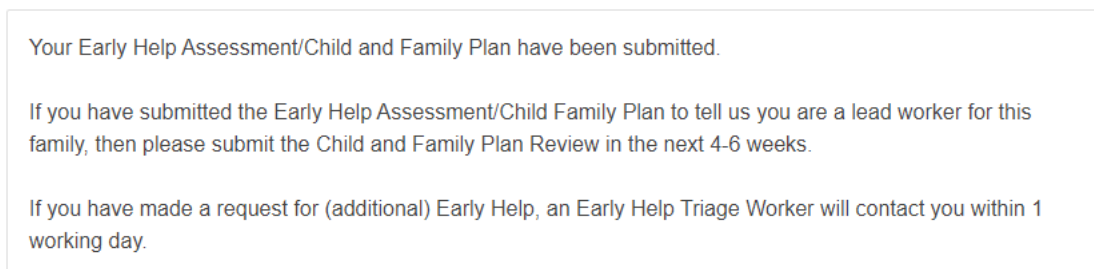 Your Early Help Assessment/Child and Family Plan have been submitted.
If you have submitted the Early Help Assessment/Child Family Plan to tell us you are a lead worker for this
family, then please submit the Child and Family Plan Review in the next 4-6 weeks.
If you have made a request for (additional) Early Help, an Early Help Triage Worker will contact you within 1
working day.